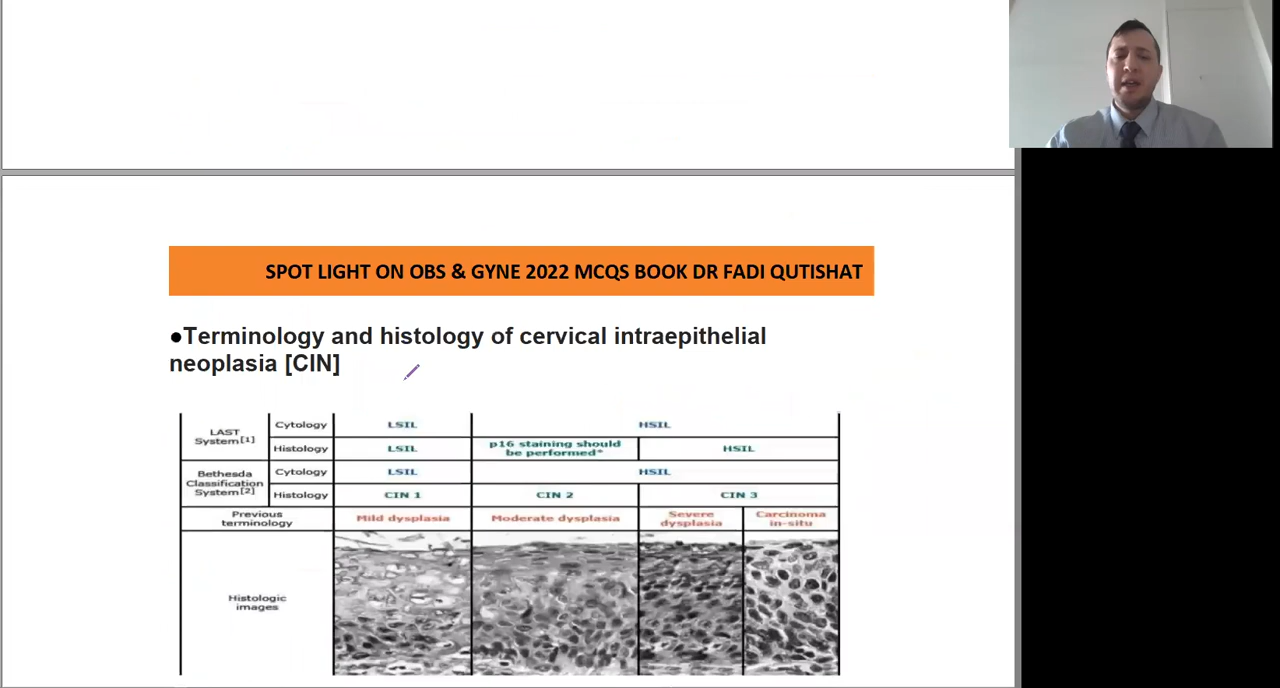 SPOT LIGHT ON OBS & GYNE 2022 MCQS BOOK DR FADI QUTISHAT
●Terminology and histology of cervical intraepithelial
neoplasia [CIN]
LAST
System[1]
Cytology
LSIL
HSIL
Histology
LSIL
p16 staining should
be performed*
HSIL
Bethesda
Classification
System[2]
Cytology
LSIL
HSIL
Histology
CIN 1
CIN 2
CIN 3
Previous
terminology
Mild dysplasia
Moderate dysplasia
Severe
dysplasia
Carcinoma
in-situ
Histologic
images